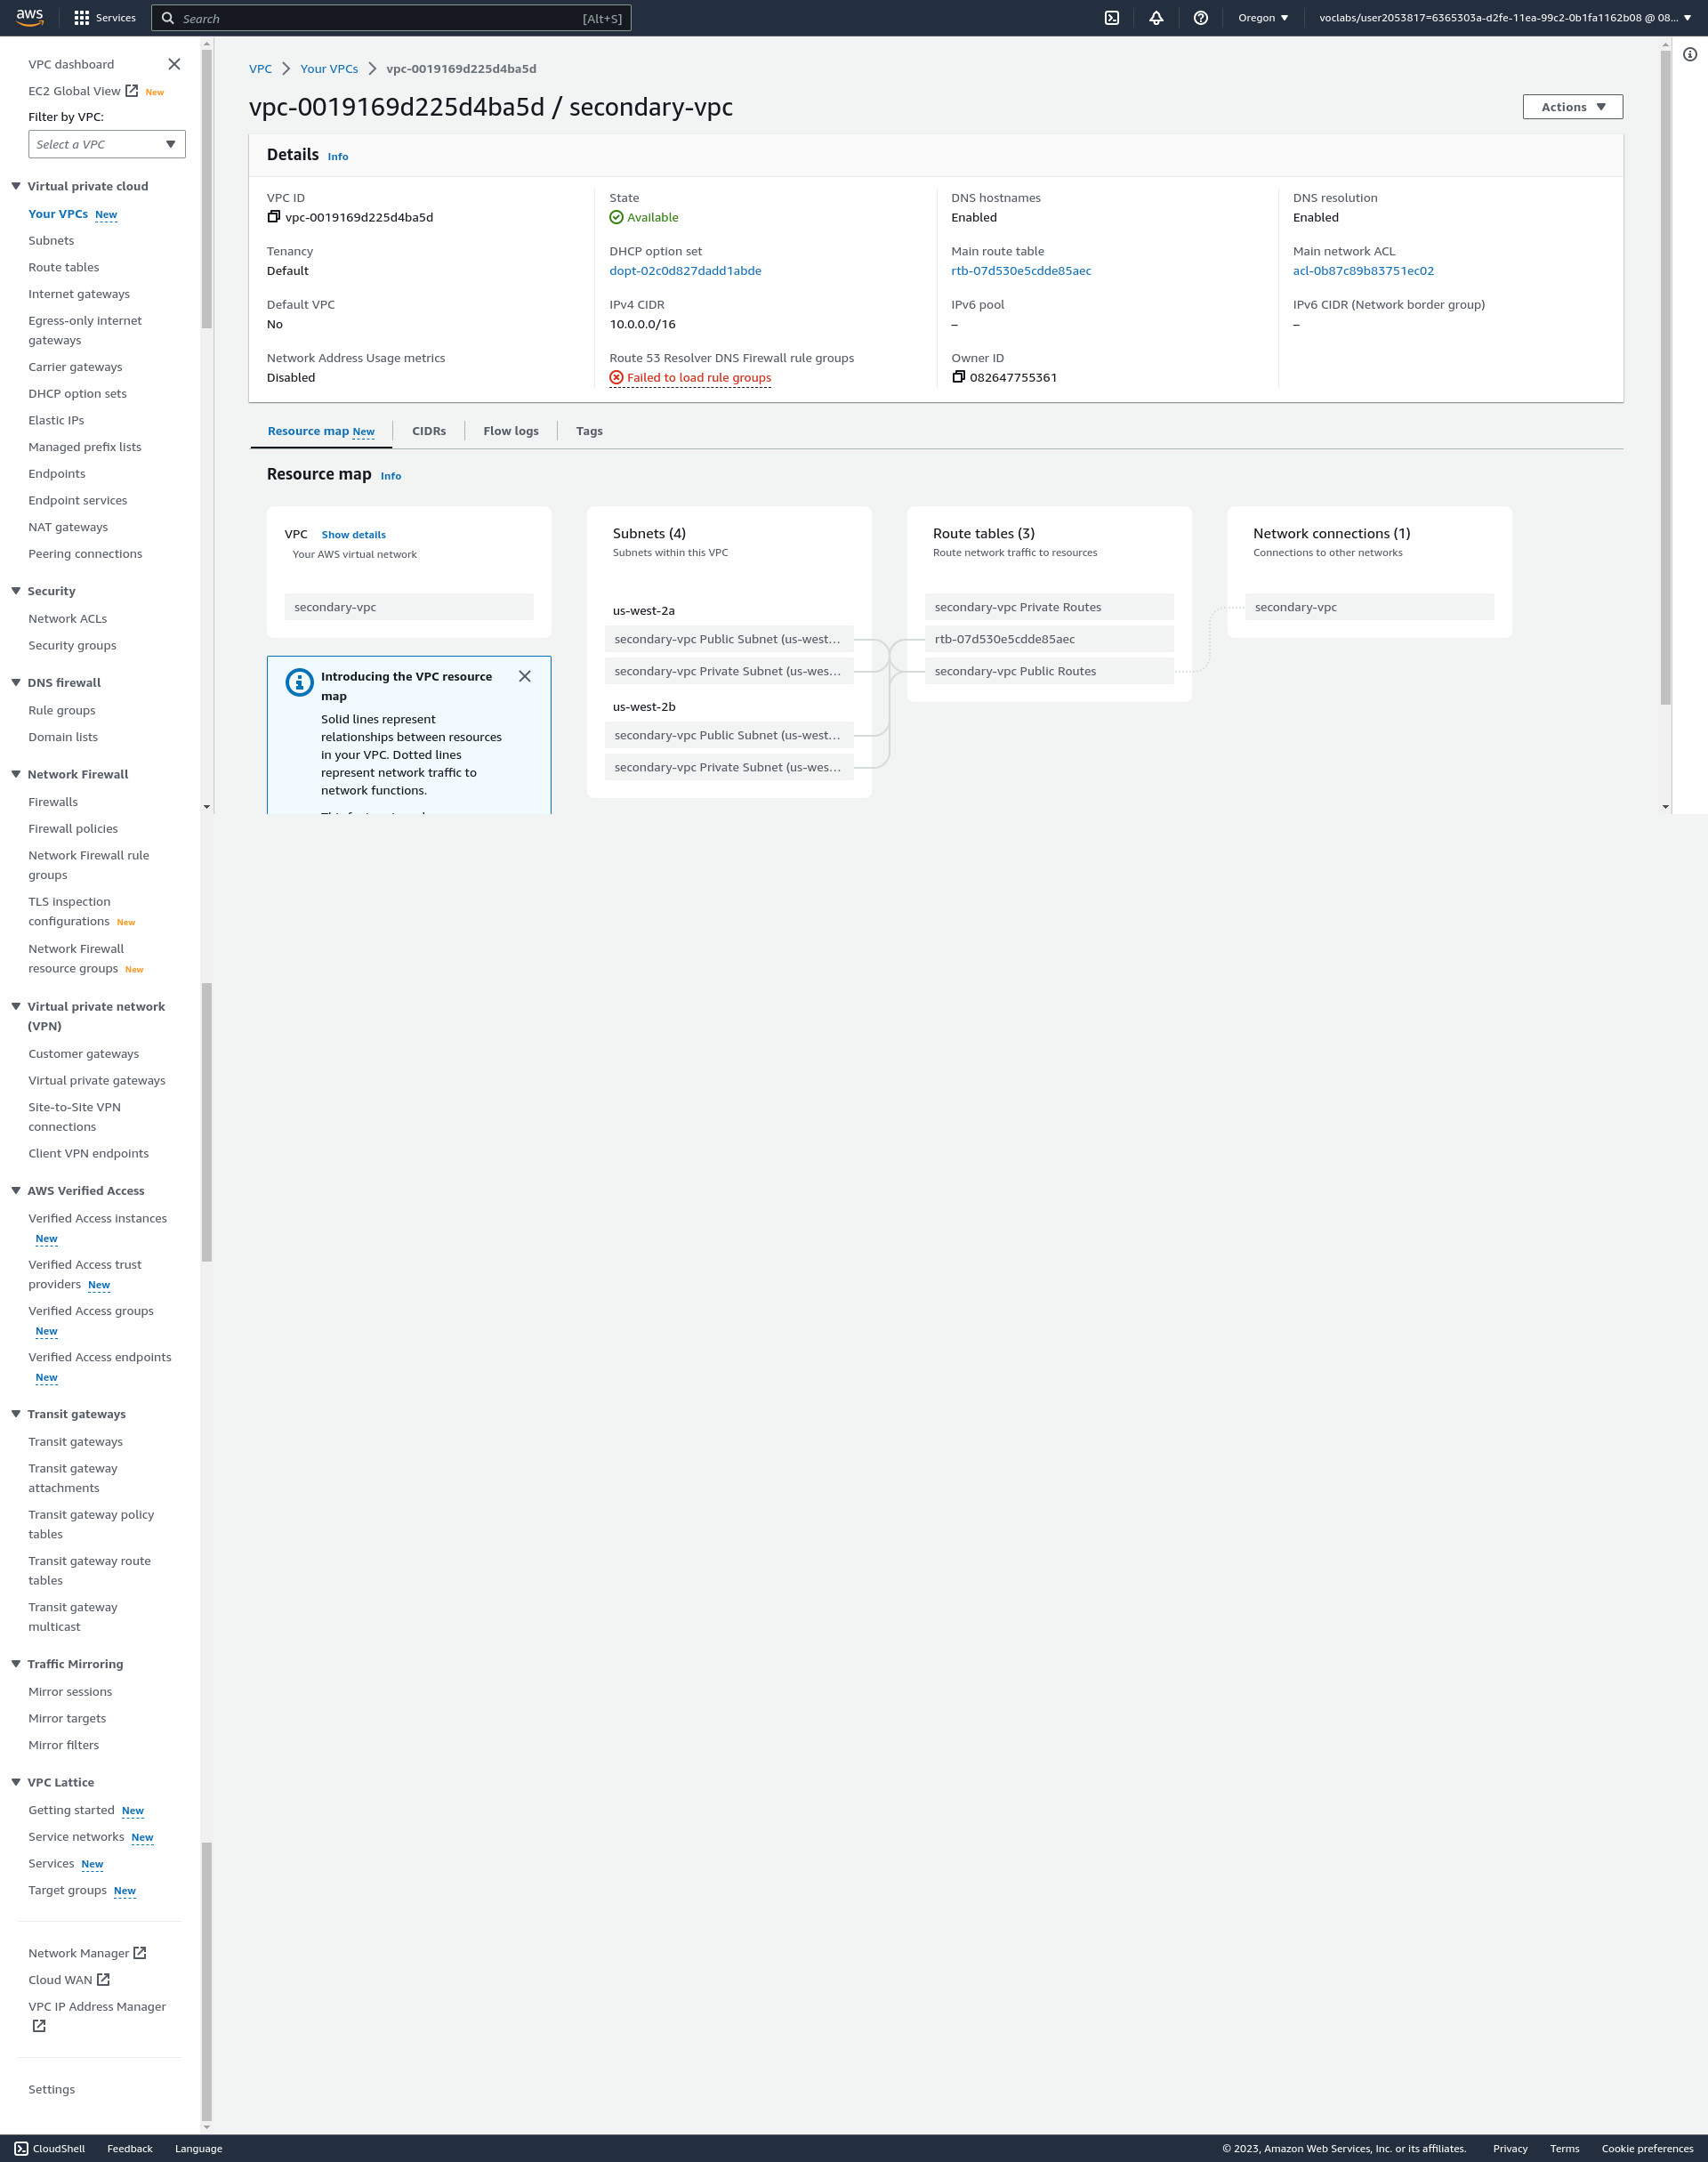 aws
Services
Search
[Alt+S]
Oregon
voclabs/user2053817=6365303a-d2fe-11ea-99c2-0b1fa1162b08 @ 08...
VPC dashboard
EC2 Global View New
Filter by VPC:
Select a VPC
Virtual private cloud
Your VPCs New
Subnets
Route tables
Internet gateways
Egress-only internet
gateways
Carrier gateways
DHCP option sets
Elastic IPs
Managed prefix lists
Endpoints
Endpoint services
NAT gateways
Peering connections
Security
Network ACLs
Security groups
DNS firewall
Rule groups
Domain lists
Network Firewall
Firewalls
Firewall policies
Network Firewall rule
groups
TLS inspection
configurations New
Network Firewall
resource groups New
Virtual private network
(VPN)
Customer gateways
Virtual private gateways
Site-to-Site VPN
connections
Client VPN endpoints
AWS Verified Access
Verified Access instances
New
Verified Access trust
providers New
Verified Access groups
New
Verified Access endpoints
New
Transit gateways
Transit gateways
Transit gateway
attachments
Transit gateway policy
tables
Transit gateway route
tables
Transit gateway
multicast
Traffic Mirroring
Mirror sessions
Mirror targets
Mirror filters
VPC Lattice
Getting started New
Service networks New
Services New
Target groups New
Network Manager
Cloud WAN
VPC IP Address Manager
Settings
VPC
Your VPCs
vpc-0019169d225d4ba5d
vpc-0019169d225d4ba5d / secondary-vpc
Actions
Details Info
VPC ID
vpc-0019169d225d4ba5d
State
Available
DNS hostnames
Enabled
DNS resolution
Enabled
Tenancy
Default
DHCP option set
dopt-02c0d827dadd1abde
Main route table
rtb-07d530e5cdde85aec
Main network ACL
acl-0b87c89b83751ec02
Default VPC
No
IPv4 CIDR
10.0.0.0/16
IPv6 pool
–
IPv6 CIDR (Network border group)
–
Network Address Usage metrics
Disabled
Route 53 Resolver DNS Firewall rule groups
Failed to load rule groups
Owner ID
082647755361
Resource map New
CIDRs
Flow logs
Tags
Resource map Info
VPC Show details
Your AWS virtual network
secondary-vpc
Introducing the VPC resource
map
Solid lines represent
relationships between resources
in your VPC. Dotted lines
represent network traffic to
network functions.
Subnets (4)
Subnets within this VPC
us-west-2a
secondary-vpc Public Subnet (us-west...
secondary-vpc Private Subnet (us-wes...
us-west-2b
secondary-vpc Public Subnet (us-west...
secondary-vpc Private Subnet (us-wes...
Route tables (3)
Route network traffic to resources
secondary-vpc Private Routes
rtb-07d530e5cdde85aec
secondary-vpc Public Routes
Network connections (1)
Connections to other networks
secondary-vpc
CloudShell
Feedback
Language
© 2023, Amazon Web Services, Inc. or its affiliates.
Privacy
Terms
Cookie preferences